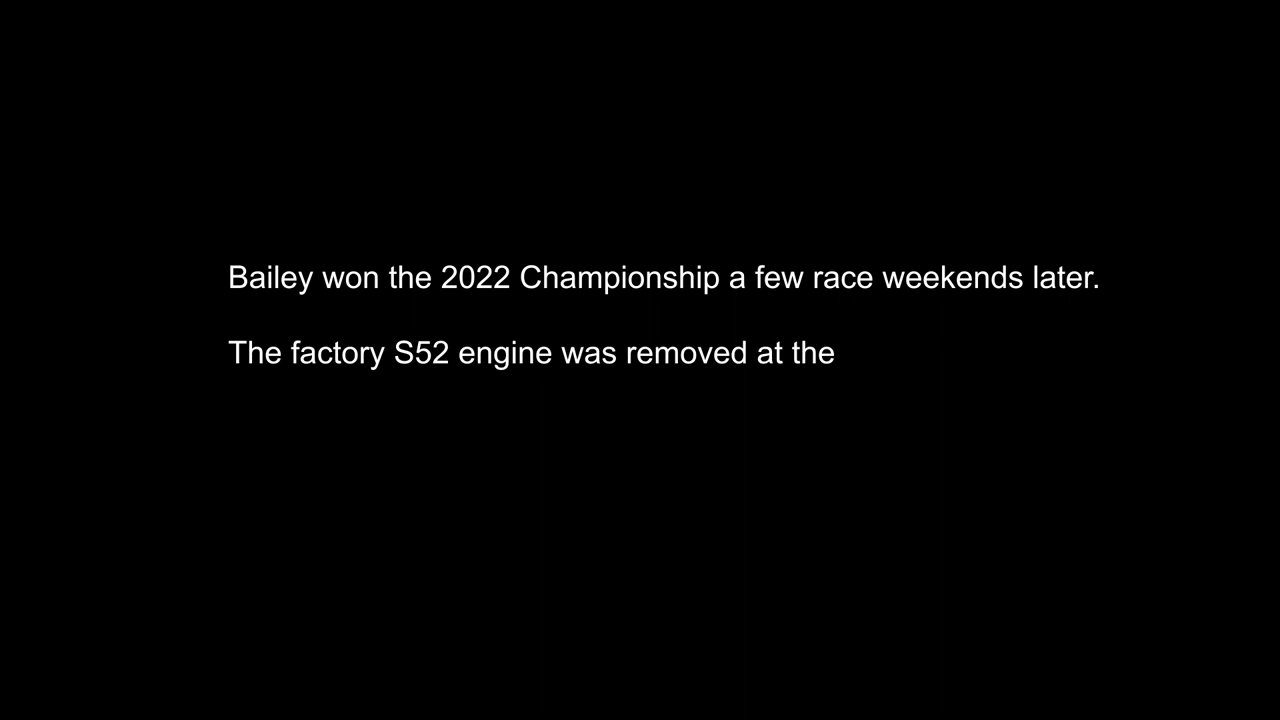 Bailey won the 2022 Championship a few race weekends later.
The factory S52 engine was removed at the